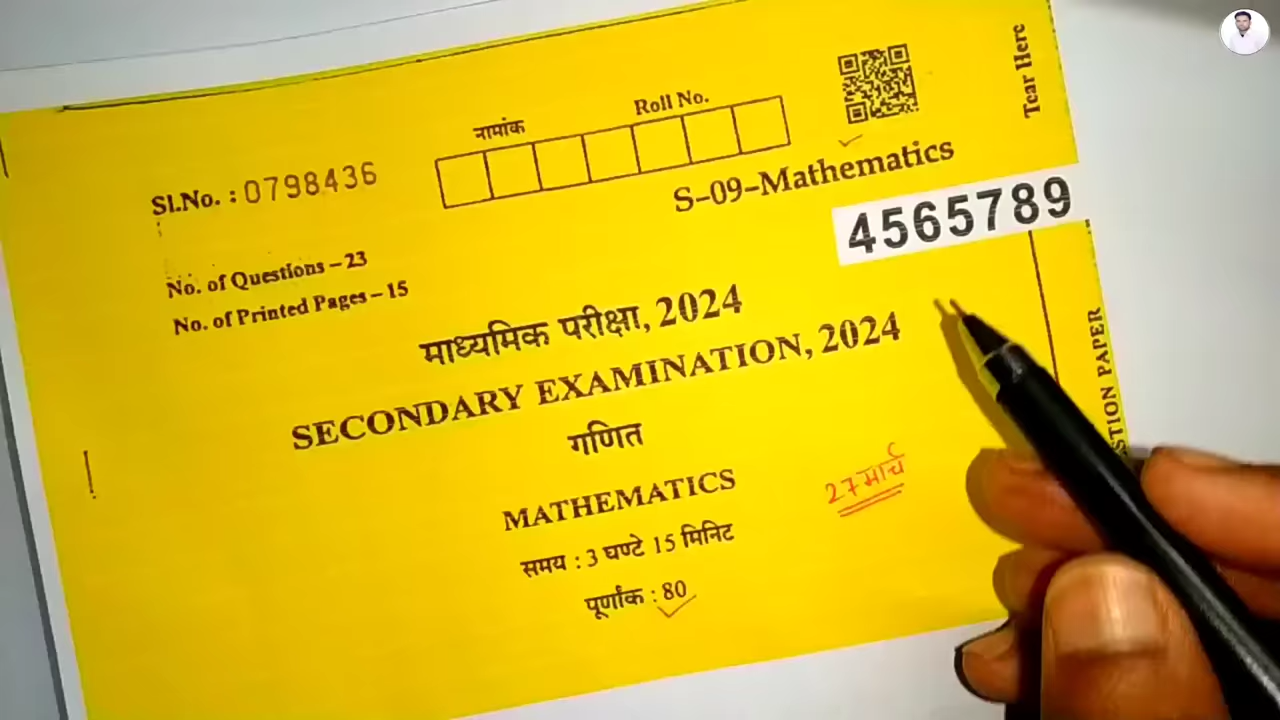 Tear Here
नामांक
Roll No.
Sl.No. : 0798436
S–09–Mathematics
4565789
No. of Questions – 23
No. of Printed Pages – 15
माध्यमिक परीक्षा, 2024
SECONDARY EXAMINATION, 2024
गणित
MATHEMATICS
27 मार्च
समय : 3 घण्टे 15 मिनिट
पूर्णांक : 80
PAPER